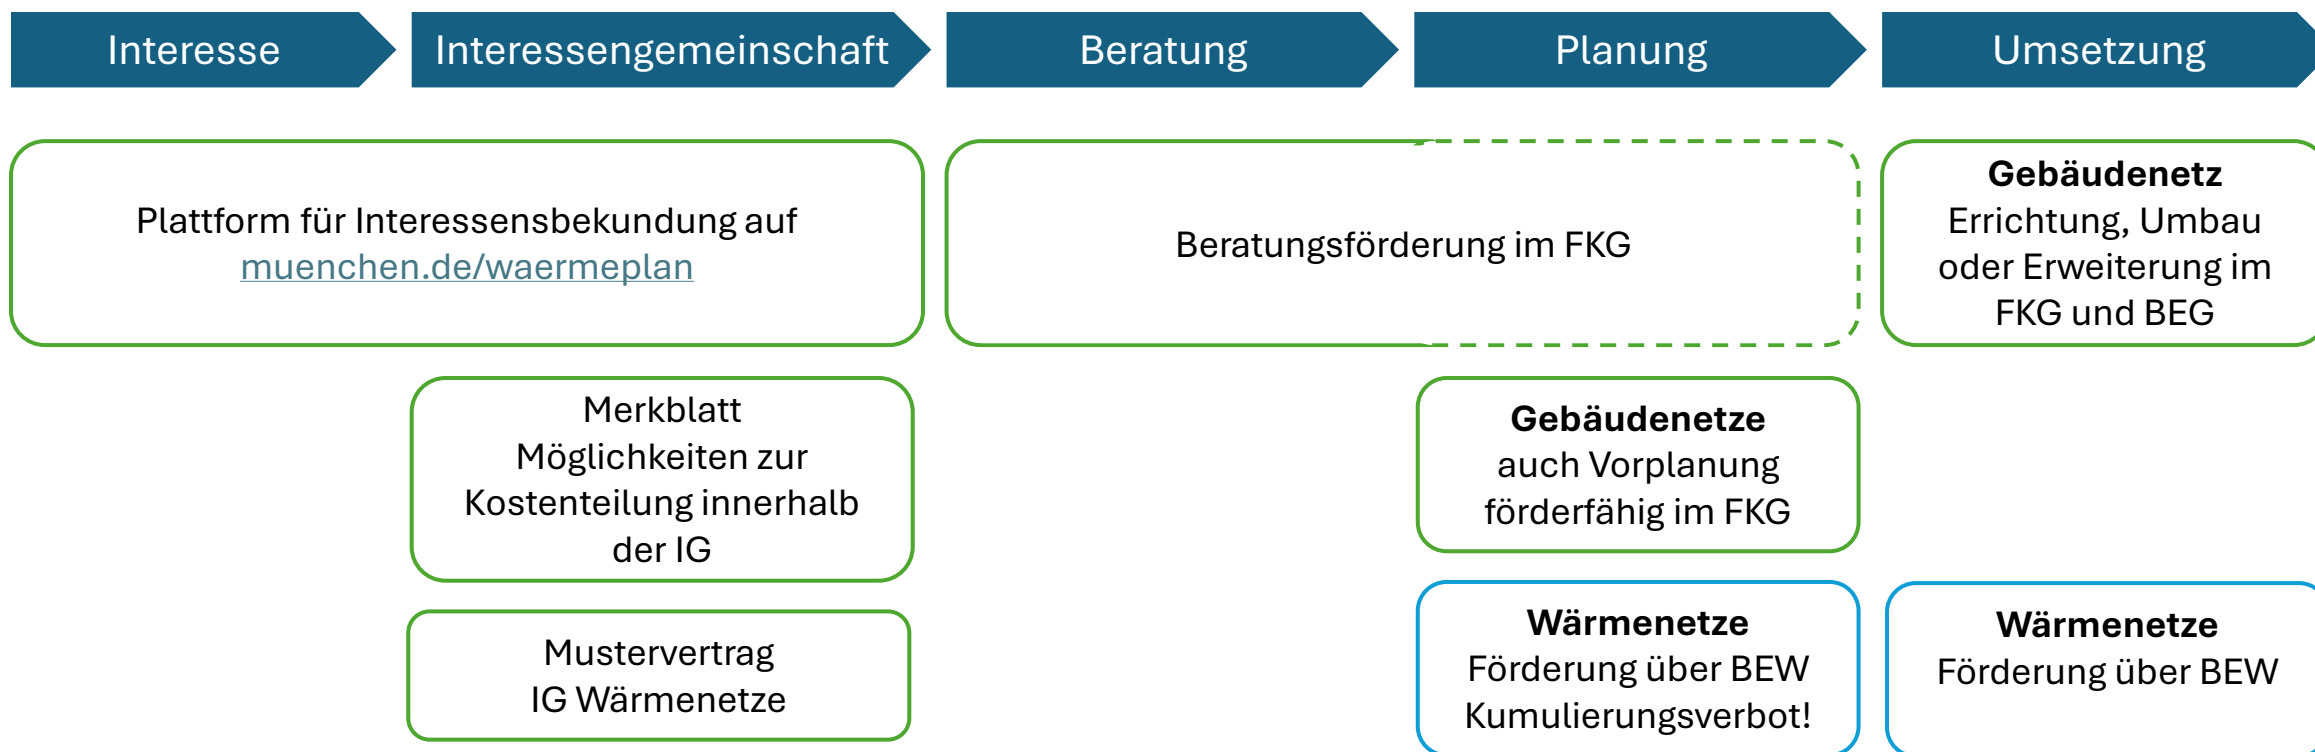 Interesse
Interessengemeinschaft
Beratung
Planung
Umsetzung
Plattform für Interessensbekundung auf
muenchen.de/waermeplan
Beratungsförderung im FKG
Gebäudenetz
Errichtung, Umbau
oder Erweiterung im
FKG und BEG
Merkblatt
Möglichkeiten zur
Kostenteilung innerhalb
der IG
Gebäudenetze
auch Vorplanung
förderfähig im FKG
Mustervertrag
IG Wärmenetze
Wärmenetze
Förderung über BEW
Kumulierungsverbot!
Wärmenetze
Förderung über BEW